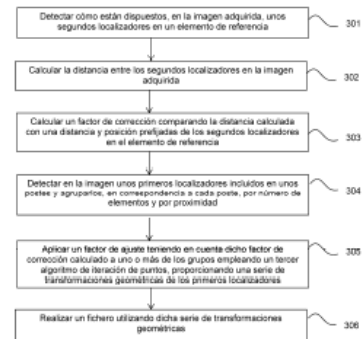 Detectar cómo están dispuestos, en la imagen adquirida, unos
segundos localizadores en un elemento de referencia
301
Calcular la distancia entre los segundos localizadores en la imagen
adquirida
302
Calcular un factor de corrección comparando la distancia calculada
con una distancia y posición prefijadas de los segundos localizadores
en el elemento de referencia
303
Detectar en la imagen unos primeros localizadores incluidos en unos
postes y agruparlos, en correspondencia a cada poste, por número de
elementos y por proximidad
304
Aplicar un factor de ajuste teniendo en cuenta dicho factor de
corrección calculado a uno o más de los grupos empleando un tercer
algoritmo de iteración de puntos, proporcionando una serie de
transformaciones geométricas de los primeros localizadores
305
Realizar un fichero utilizando dicha serie de transformaciones
geométricas
306